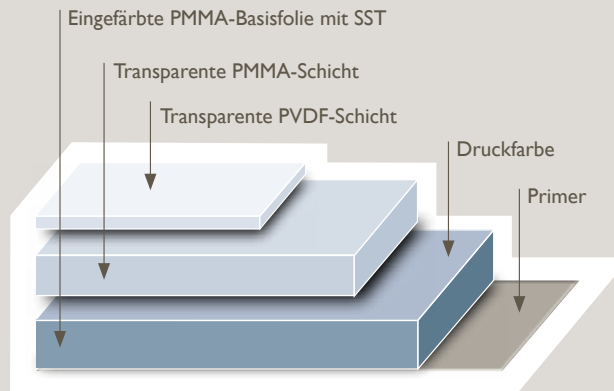 Eingefärbte PMMA-Basisfolie mit SST
Transparente PMMA-Schicht
Transparente PVDF-Schicht
Druckfarbe
Primer